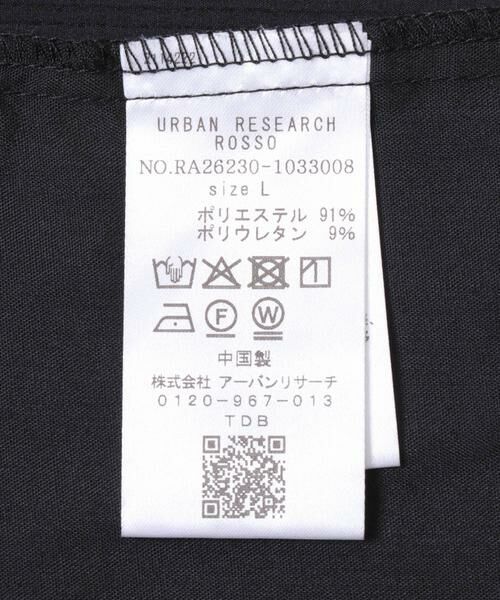 URBAN RESEARCH
ROSSO
NO.RA26230-1033008
size L
ポリエステル 91%
ポリウレタン 9%
F W
中国製
株式会社 アーバンリサーチ
0120-967-013
TDB